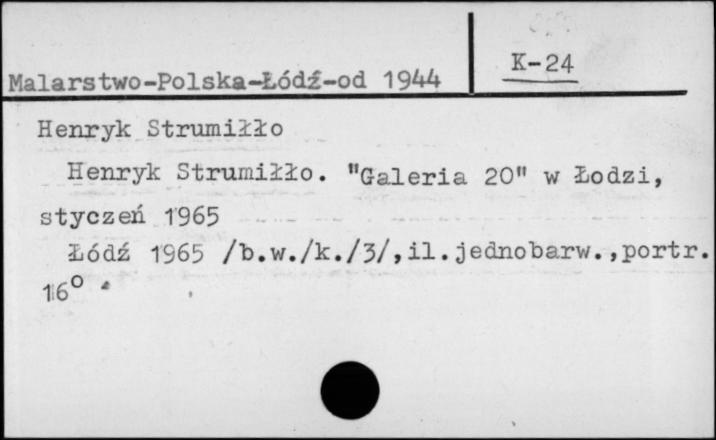 Malarstwo-Polska-Łódź-od 1944
K-24
Henryk Strumiłło
Henryk Strumiłło. "Galeria 20" w Łodzi,
styczeń 1965
Łódź 1965 /b.w./k./3/,il.jednobarw.,portr.
16°